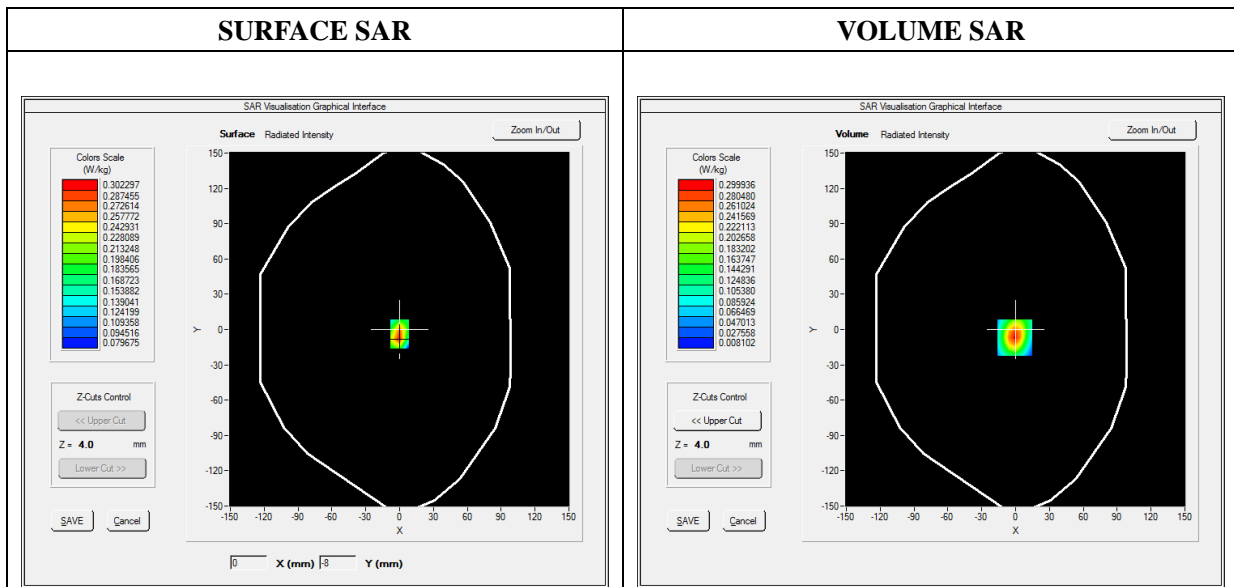 SURFACE SAR
VOLUME SAR
SAR Visualisation Graphical Interface
Surface Radiated Intensity
Zoom In/Out
Colors Scale
(W/kg)
0.302297
0.287455
0.272614
0.257772
0.242931
0.228089
0.213248
0.198406
0.183565
0.168723
0.153882
0.139041
0.124199
0.109358
0.094516
0.079675
Z-Cuts Control
<< Upper Cut
Z = 4.0 mm
Lower Cut >>
SAVE Cancel
150
120
90
60
30
0
-30
-60
-90
-120
-150
Y
-150 -120 -90 -60 -30 0 30 60 90 120 150
X
0 X (mm) -8 Y (mm)
SAR Visualisation Graphical Interface
Volume Radiated Intensity
Zoom In/Out
Colors Scale
(W/kg)
0.299936
0.280480
0.261024
0.241569
0.222113
0.202658
0.183202
0.163747
0.144291
0.124836
0.105380
0.085924
0.066469
0.047013
0.027558
0.008102
Z-Cuts Control
<< Upper Cut
Z = 4.0 mm
Lower Cut >>
SAVE Cancel
150
120
90
60
30
0
-30
-60
-90
-120
-150
Y
-150 -120 -90 -60 -30 0 30 60 90 120 150
X